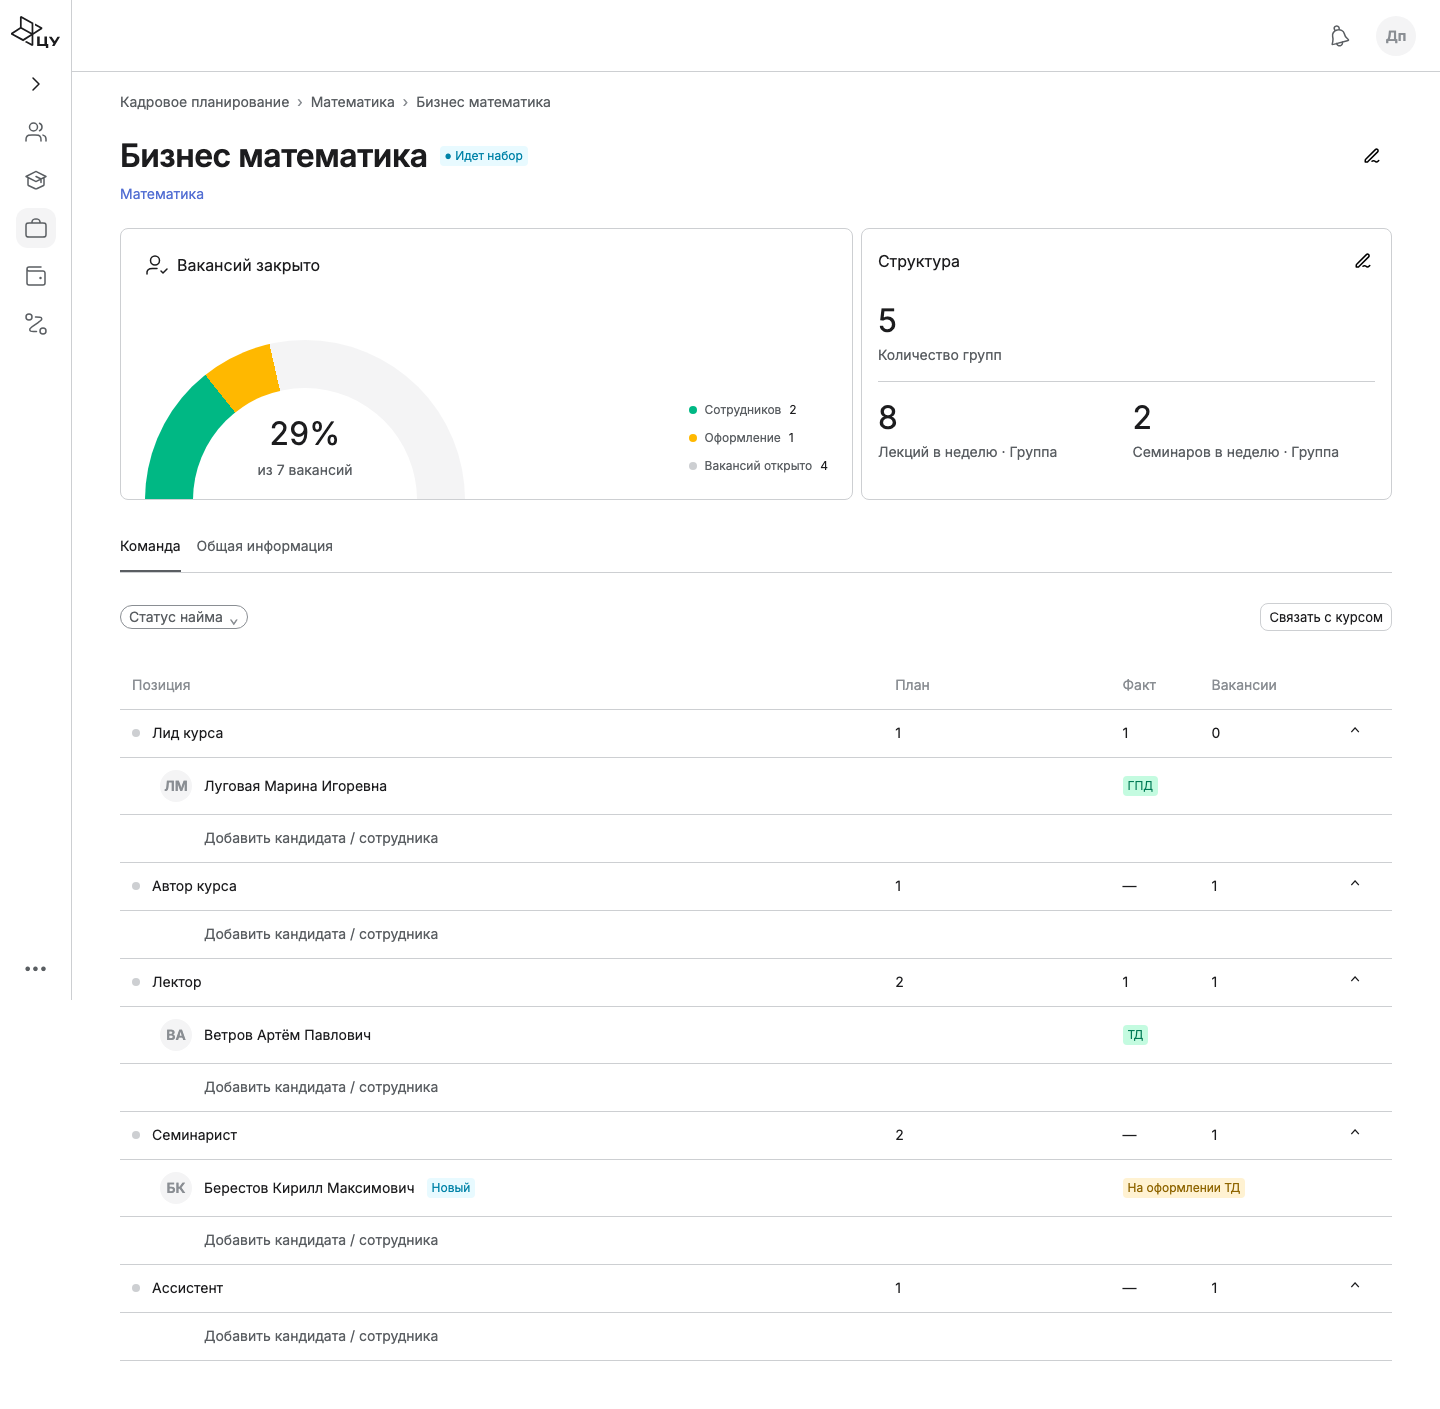 ЦУ
Дп
Кадровое планирование › Математика › Бизнес математика
Бизнес математика
Идет набор
Математика
Вакансий закрыто
29%
из 7 вакансий
Сотрудников 2
Оформление 1
Вакансий открыто 4
Структура
5
Количество групп
8
Лекций в неделю · Группа
2
Семинаров в неделю · Группа
Команда Общая информация
Статус найма
Связать с курсом
Позиция План Факт Вакансии
Лид курса 1 1 0
ЛМ Луговая Марина Игоревна ГПД
Добавить кандидата / сотрудника
Автор курса 1 — 1
Добавить кандидата / сотрудника
Лектор 2 1 1
ВА Ветров Артём Павлович ТД
Добавить кандидата / сотрудника
Семинарист 2 — 1
БК Берестов Кирилл Максимович Новый На оформлении ТД
Добавить кандидата / сотрудника
Ассистент 1 — 1
Добавить кандидата / сотрудника